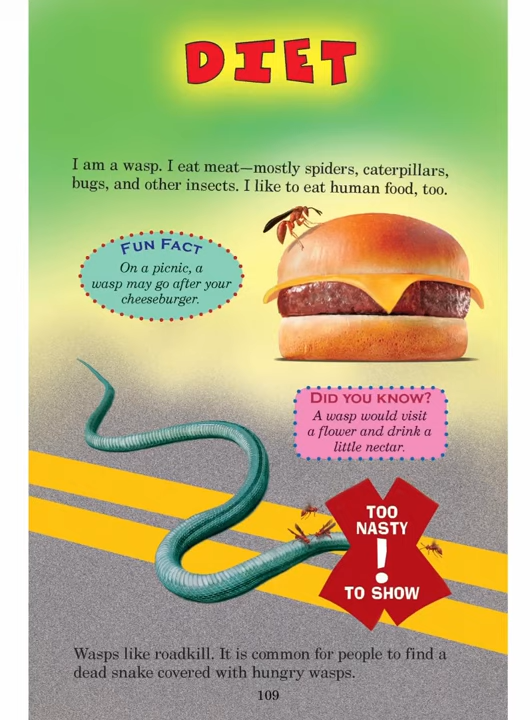 DIET
I am a wasp. I eat meat—mostly spiders, caterpillars,
bugs, and other insects. I like to eat human food, too.
FUN FACT
On a picnic, a
wasp may go after your
cheeseburger.
DID YOU KNOW?
A wasp would visit
a flower and drink a
little nectar.
TOO
NASTY
!
TO SHOW
Wasps like roadkill. It is common for people to find a
dead snake covered with hungry wasps.
109